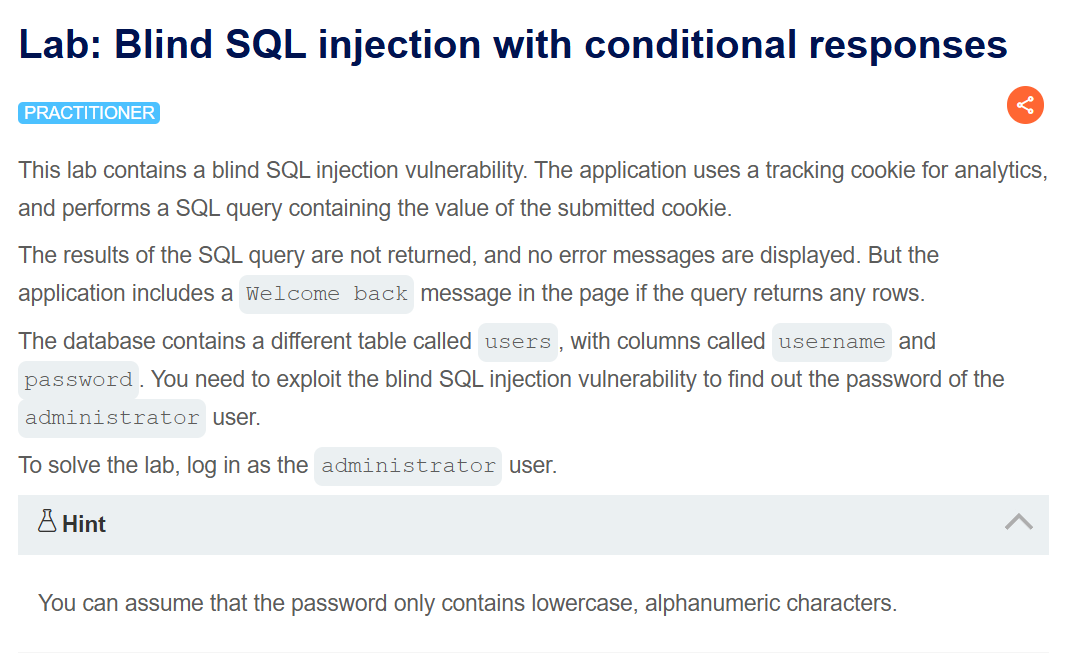 Lab: Blind SQL injection with conditional responses
PRACTITIONER
This lab contains a blind SQL injection vulnerability. The application uses a tracking cookie for analytics,
and performs a SQL query containing the value of the submitted cookie.
The results of the SQL query are not returned, and no error messages are displayed. But the
application includes a Welcome back message in the page if the query returns any rows.
The database contains a different table called users, with columns called username and
password. You need to exploit the blind SQL injection vulnerability to find out the password of the
administrator user.
To solve the lab, log in as the administrator user.
Hint
You can assume that the password only contains lowercase, alphanumeric characters.